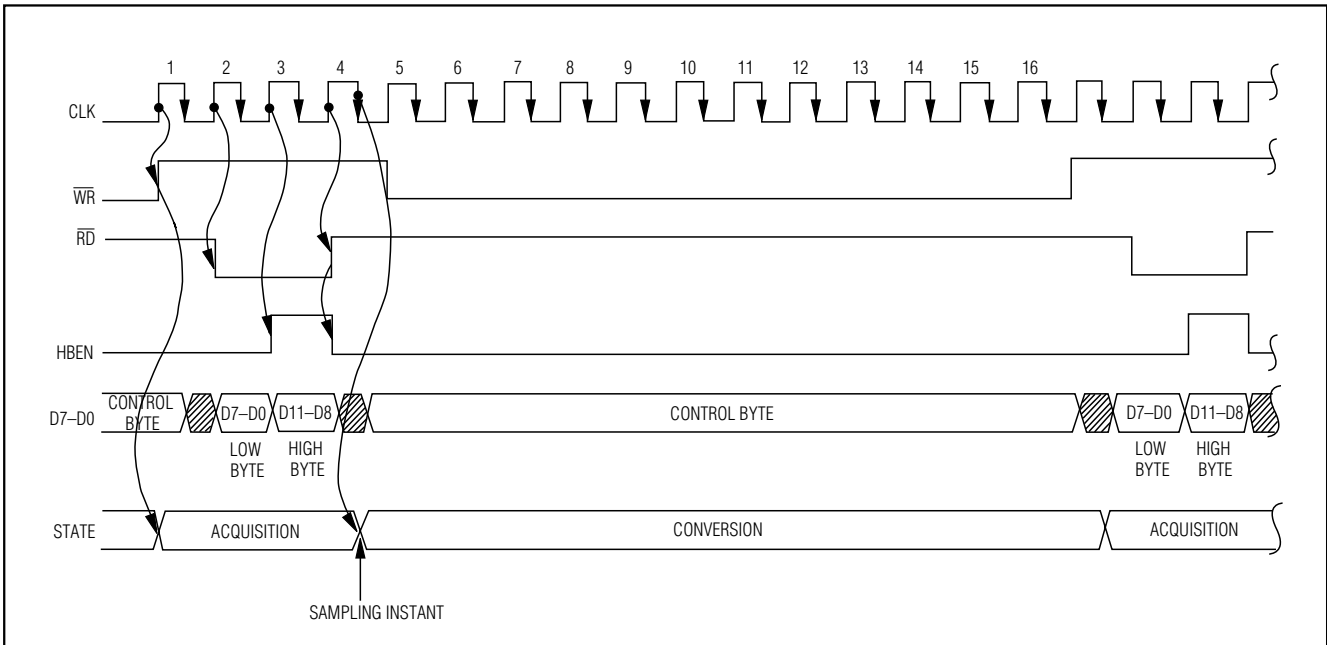 1 2 3 4 5 6 7 8 9 10 11 12 13 14 15 16
CLK
WR
RD
HBEN
D7–D0 CONTROL BYTE D7–D0 D11–D8 CONTROL BYTE D7–D0 D11–D8
LOW BYTE HIGH BYTE LOW BYTE HIGH BYTE
STATE ACQUISITION CONVERSION ACQUISITION
SAMPLING INSTANT